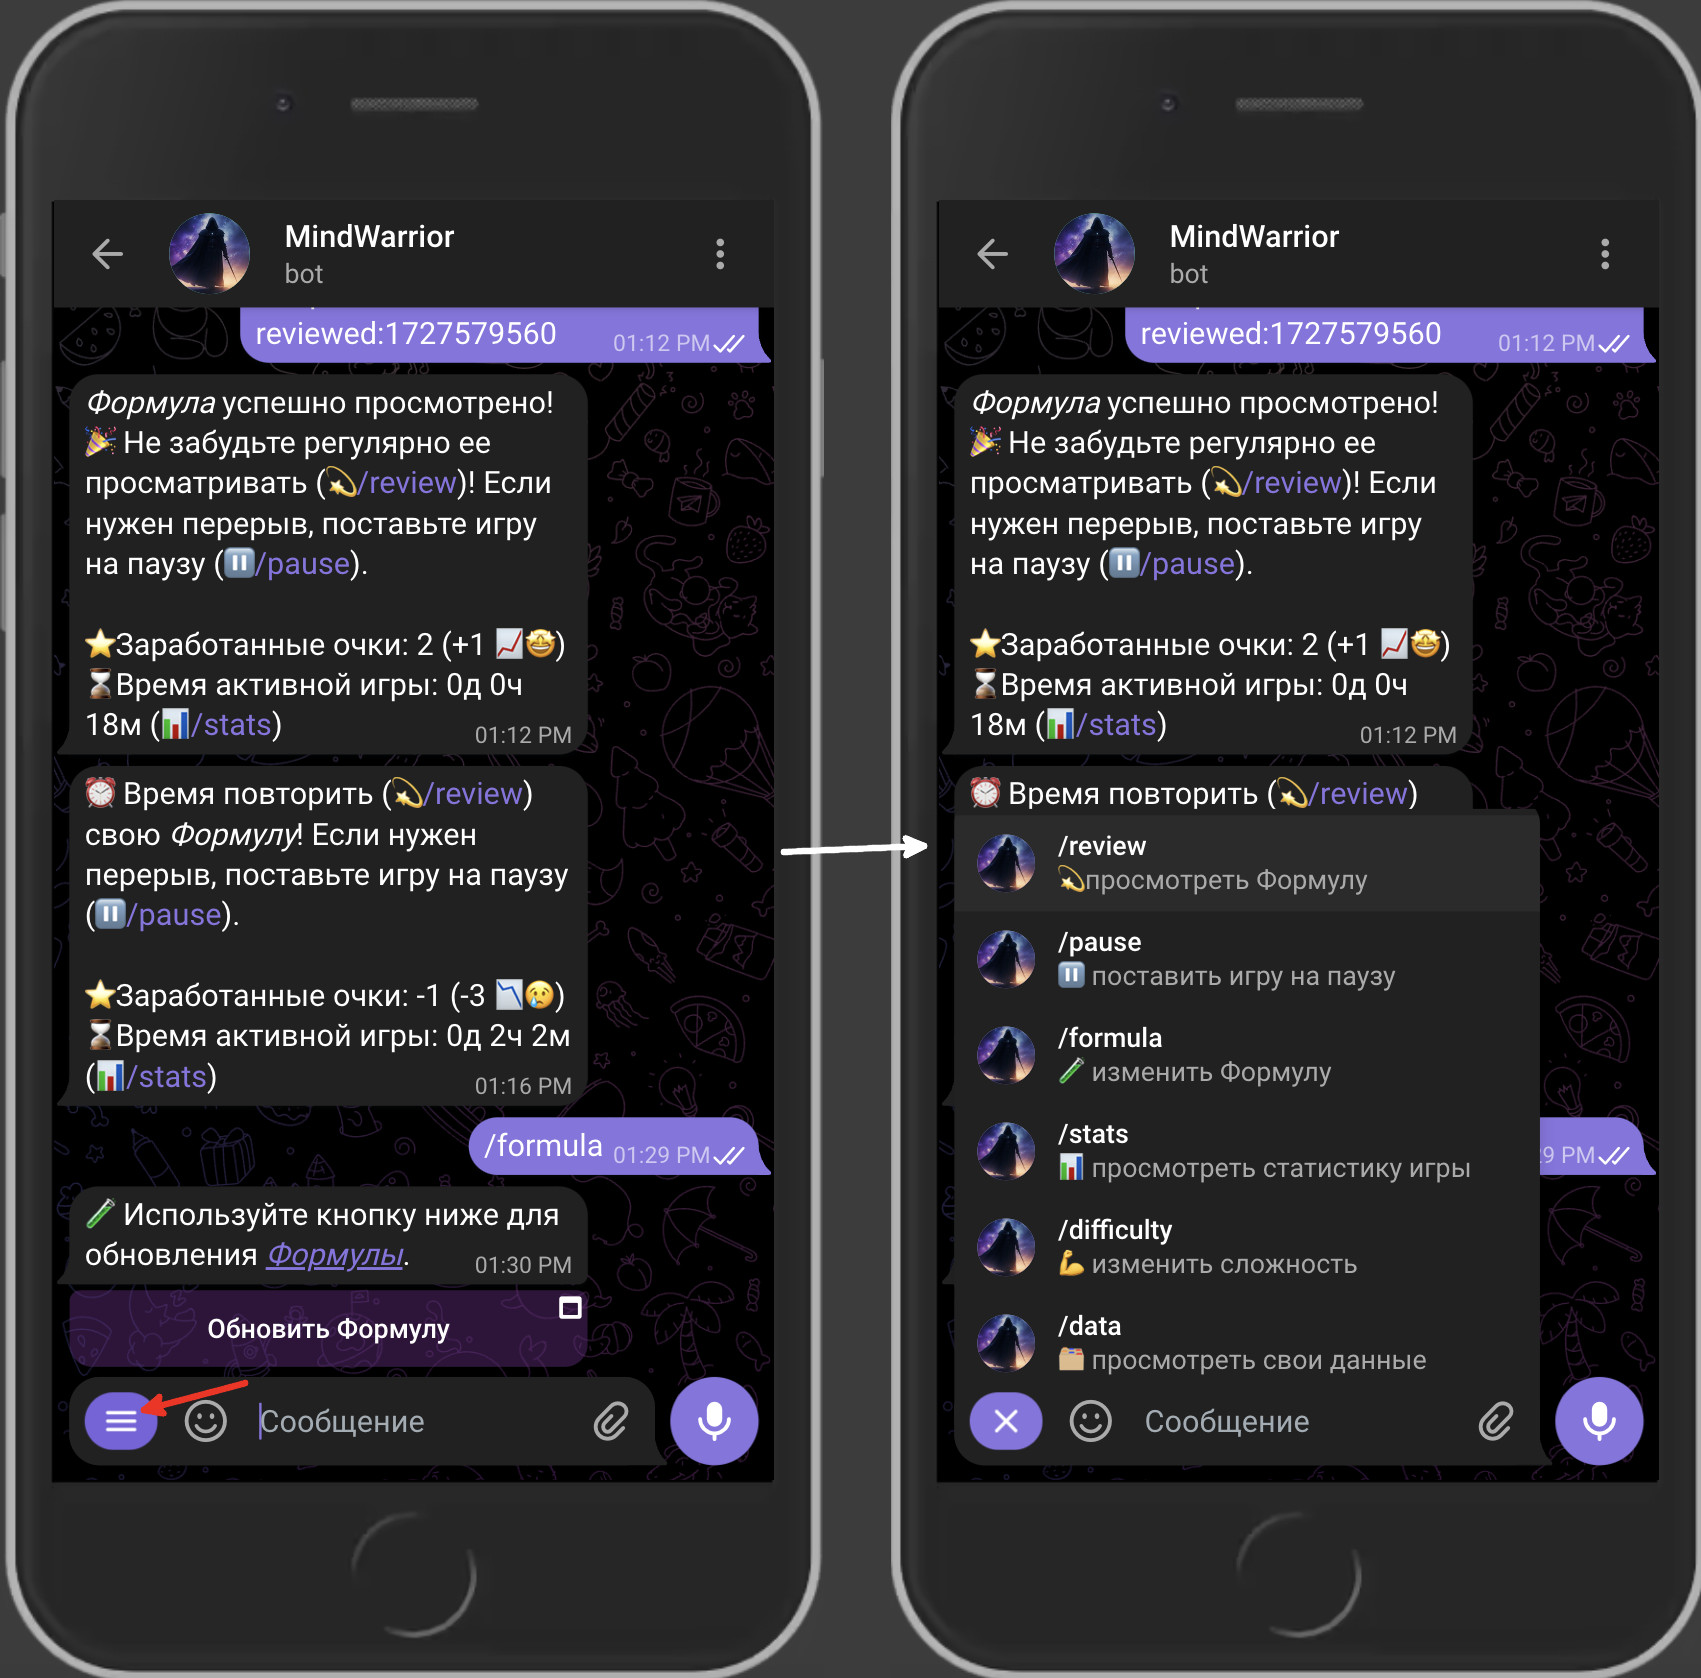 MindWarrior
bot
reviewed:1727579560 01:12 PM
Формула успешно просмотрено!
🎉 Не забудьте регулярно ее
просматривать (💫/review)! Если
нужен перерыв, поставьте игру
на паузу (⏸/pause).
⭐Заработанные очки: 2 (+1 📈🤩)
⏳Время активной игры: 0д 0ч
18м (📊/stats) 01:12 PM
⏰ Время повторить (💫/review)
свою Формулу! Если нужен
перерыв, поставьте игру на паузу
(⏸/pause).
⭐Заработанные очки: -1 (-3 📉😢)
⏳Время активной игры: 0д 2ч 2м
(📊/stats) 01:16 PM
/formula 01:29 PM
🧪 Используйте кнопку ниже для
обновления Формулы. 01:30 PM
Обновить Формулу
Сообщение
MindWarrior
bot
reviewed:1727579560 01:12 PM
Формула успешно просмотрено!
🎉 Не забудьте регулярно ее
просматривать (💫/review)! Если
нужен перерыв, поставьте игру
на паузу (⏸/pause).
⭐Заработанные очки: 2 (+1 📈🤩)
⏳Время активной игры: 0д 0ч
18м (📊/stats) 01:12 PM
⏰ Время повторить (💫/review)
/review
💫просмотреть Формулу
/pause
⏸ поставить игру на паузу
/formula
🧪 изменить Формулу
/stats
📊 просмотреть статистику игры
9 PM
/difficulty
💪 изменить сложность
/data
🗂 просмотреть свои данные
Сообщение